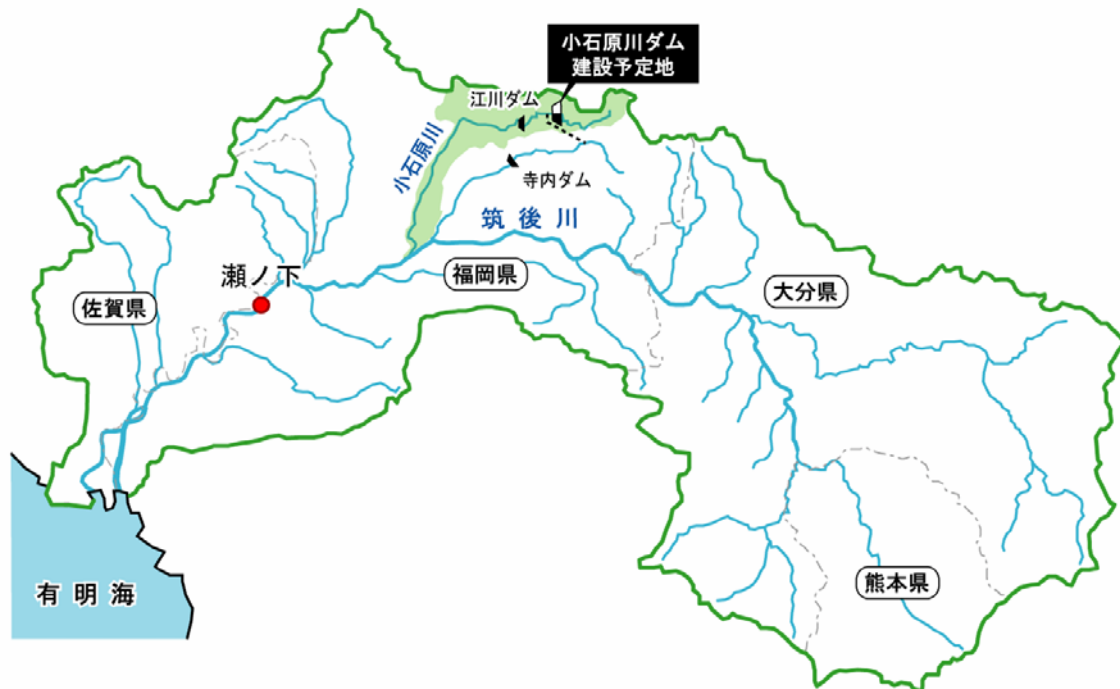 小石原川ダム
建設予定地
江川ダム
小石原川
寺内ダム
筑後川
瀬ノ下
福岡県
大分県
佐賀県
熊本県
有明海